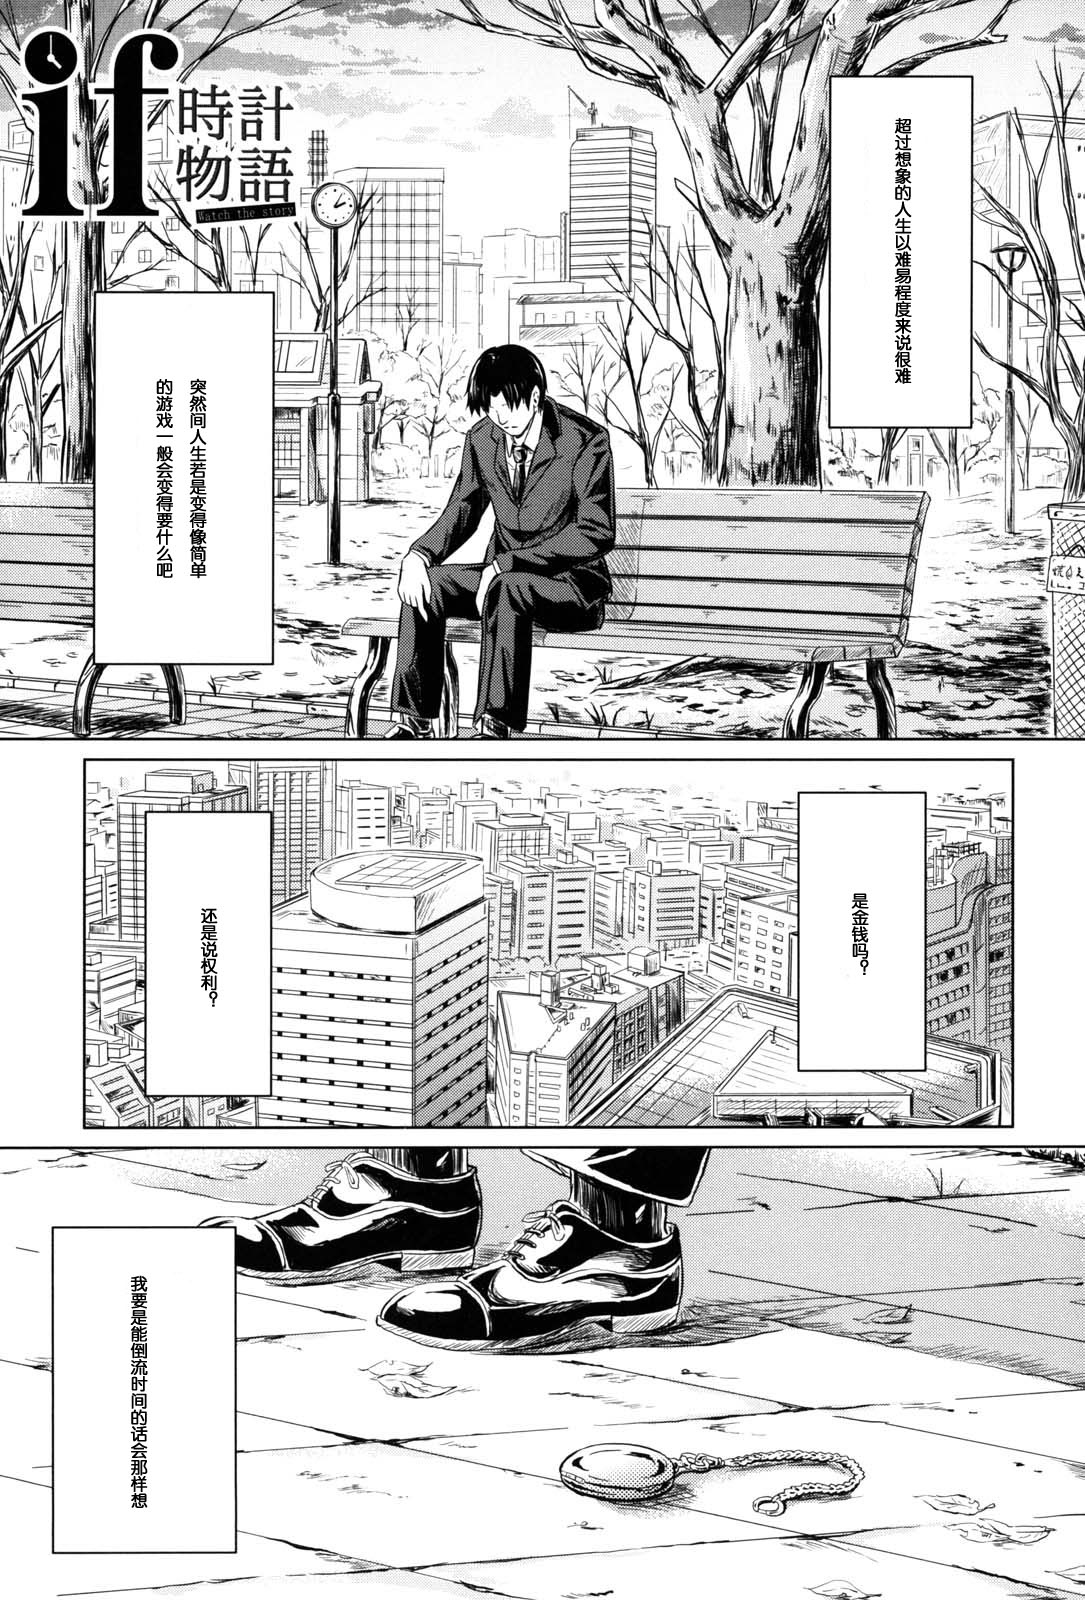 if
時計
物語
Watch the story
超过想象的人生以难易程度来说很难
突然间人生若是变得像简单
的游戏一般会变得要什么吧
是金钱吗?
还是说权利?
我要是能倒流时间的话会那样想